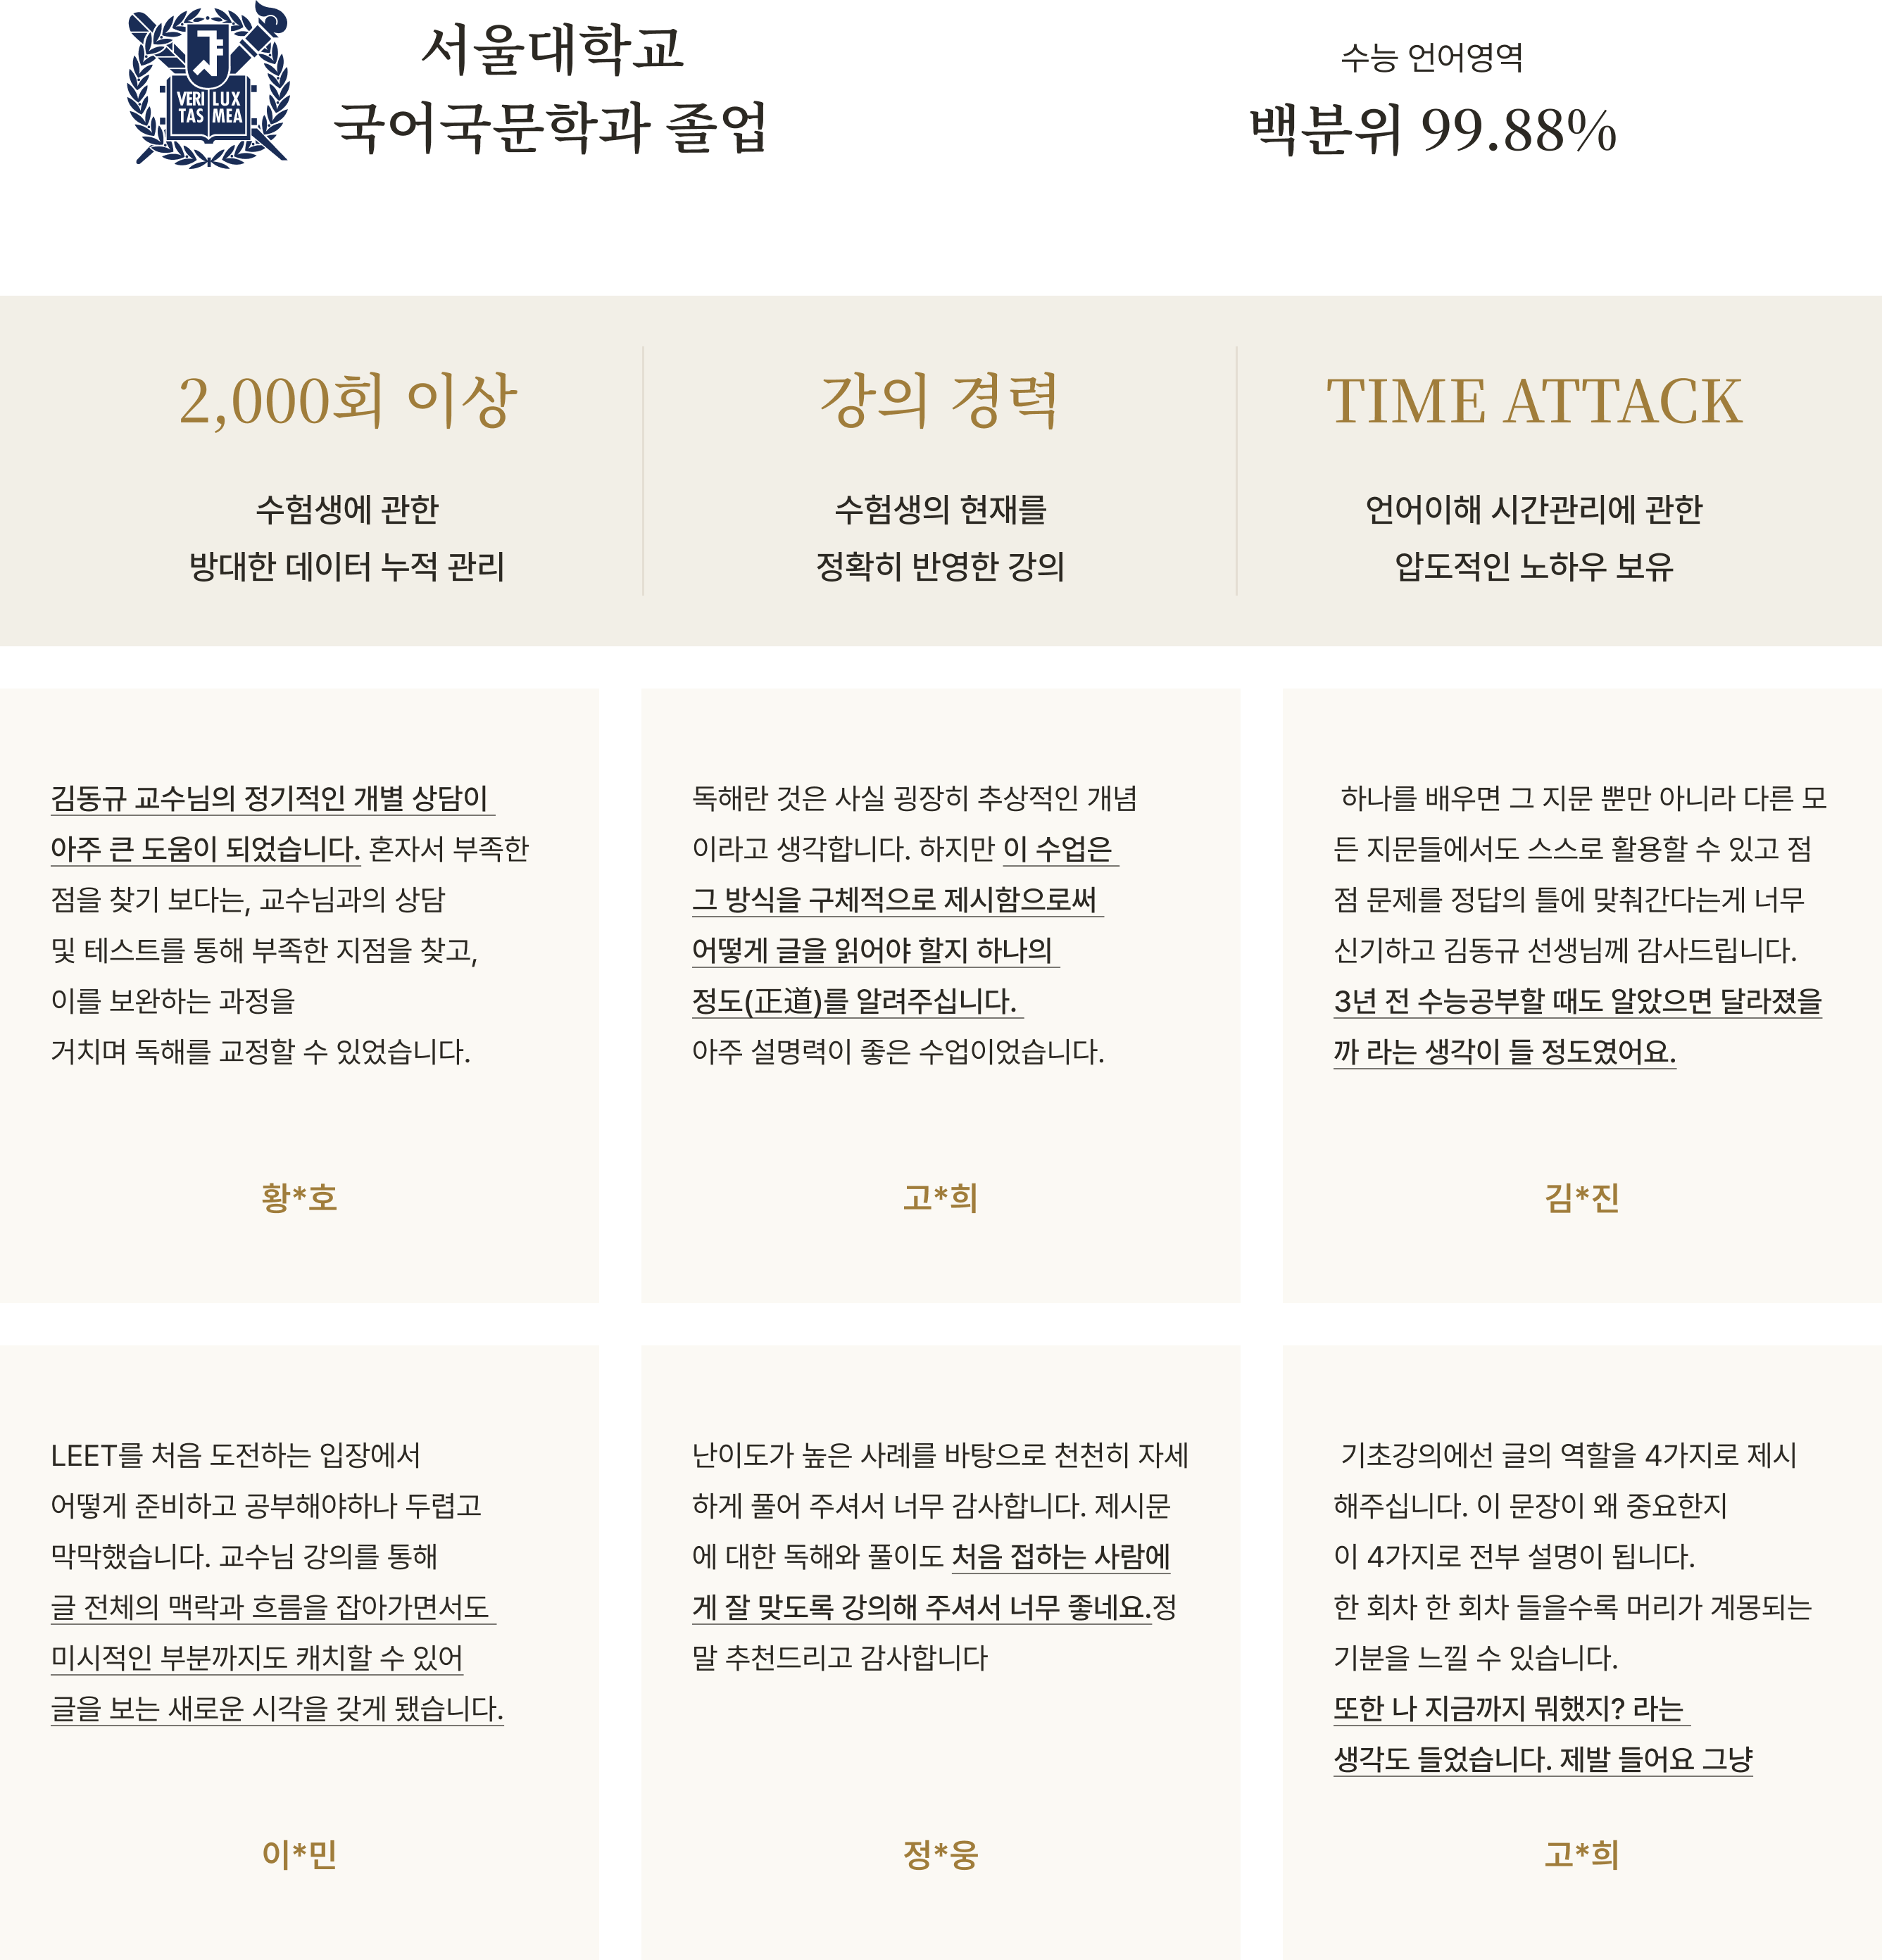 VERI LUX
TAS MEA
서울대학교
국어국문학과 졸업
수능 언어영역
백분위 99.88%
2,000회 이상
수험생에 관한
방대한 데이터 누적 관리
강의 경력
수험생의 현재를
정확히 반영한 강의
TIME ATTACK
언어이해 시간관리에 관한
압도적인 노하우 보유
김동규 교수님의 정기적인 개별 상담이
아주 큰 도움이 되었습니다. 혼자서 부족한
점을 찾기 보다는, 교수님과의 상담
및 테스트를 통해 부족한 지점을 찾고,
이를 보완하는 과정을
거치며 독해를 교정할 수 있었습니다.
황*호
독해란 것은 사실 굉장히 추상적인 개념
이라고 생각합니다. 하지만 이 수업은
그 방식을 구체적으로 제시함으로써
어떻게 글을 읽어야 할지 하나의
정도(正道)를 알려주십니다.
아주 설명력이 좋은 수업이었습니다.
고*희
하나를 배우면 그 지문 뿐만 아니라 다른 모
든 지문들에서도 스스로 활용할 수 있고 점
점 문제를 정답의 틀에 맞춰간다는게 너무
신기하고 김동규 선생님께 감사드립니다.
3년 전 수능공부할 때도 알았으면 달라졌을
까 라는 생각이 들 정도였어요.
김*진
LEET를 처음 도전하는 입장에서
어떻게 준비하고 공부해야하나 두렵고
막막했습니다. 교수님 강의를 통해
글 전체의 맥락과 흐름을 잡아가면서도
미시적인 부분까지도 캐치할 수 있어
글을 보는 새로운 시각을 갖게 됐습니다.
이*민
난이도가 높은 사례를 바탕으로 천천히 자세
하게 풀어 주셔서 너무 감사합니다. 제시문
에 대한 독해와 풀이도 처음 접하는 사람에
게 잘 맞도록 강의해 주셔서 너무 좋네요.정
말 추천드리고 감사합니다
정*웅
기초강의에선 글의 역할을 4가지로 제시
해주십니다. 이 문장이 왜 중요한지
이 4가지로 전부 설명이 됩니다.
한 회차 한 회차 들을수록 머리가 계몽되는
기분을 느낄 수 있습니다.
또한 나 지금까지 뭐했지? 라는
생각도 들었습니다. 제발 들어요 그냥
고*희